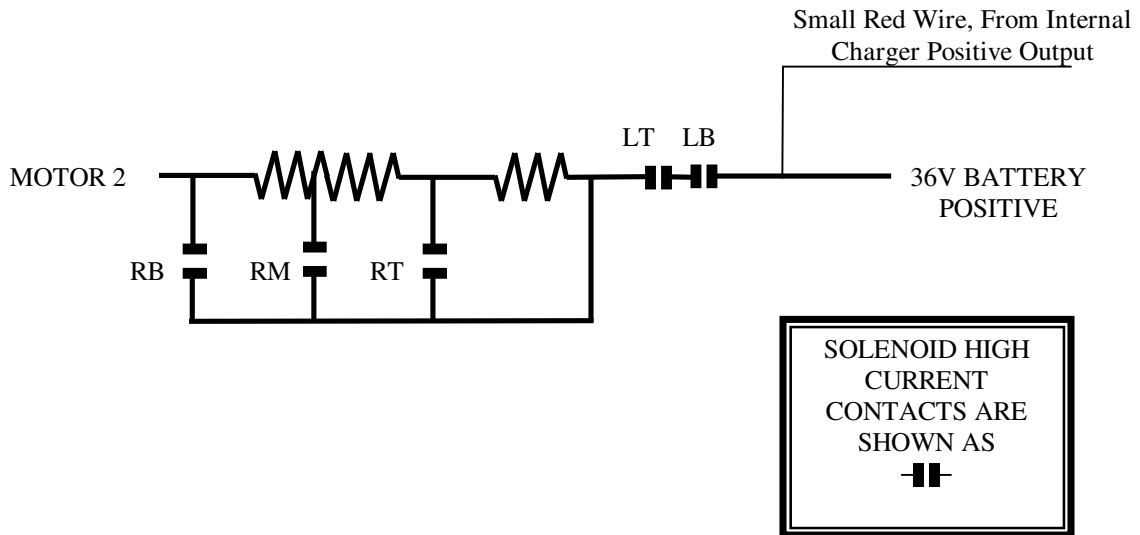 Small Red Wire, From Internal
Charger Positive Output
LT LB
MOTOR 2
36V BATTERY
POSITIVE
RB RM RT
SOLENOID HIGH
CURRENT
CONTACTS ARE
SHOWN AS